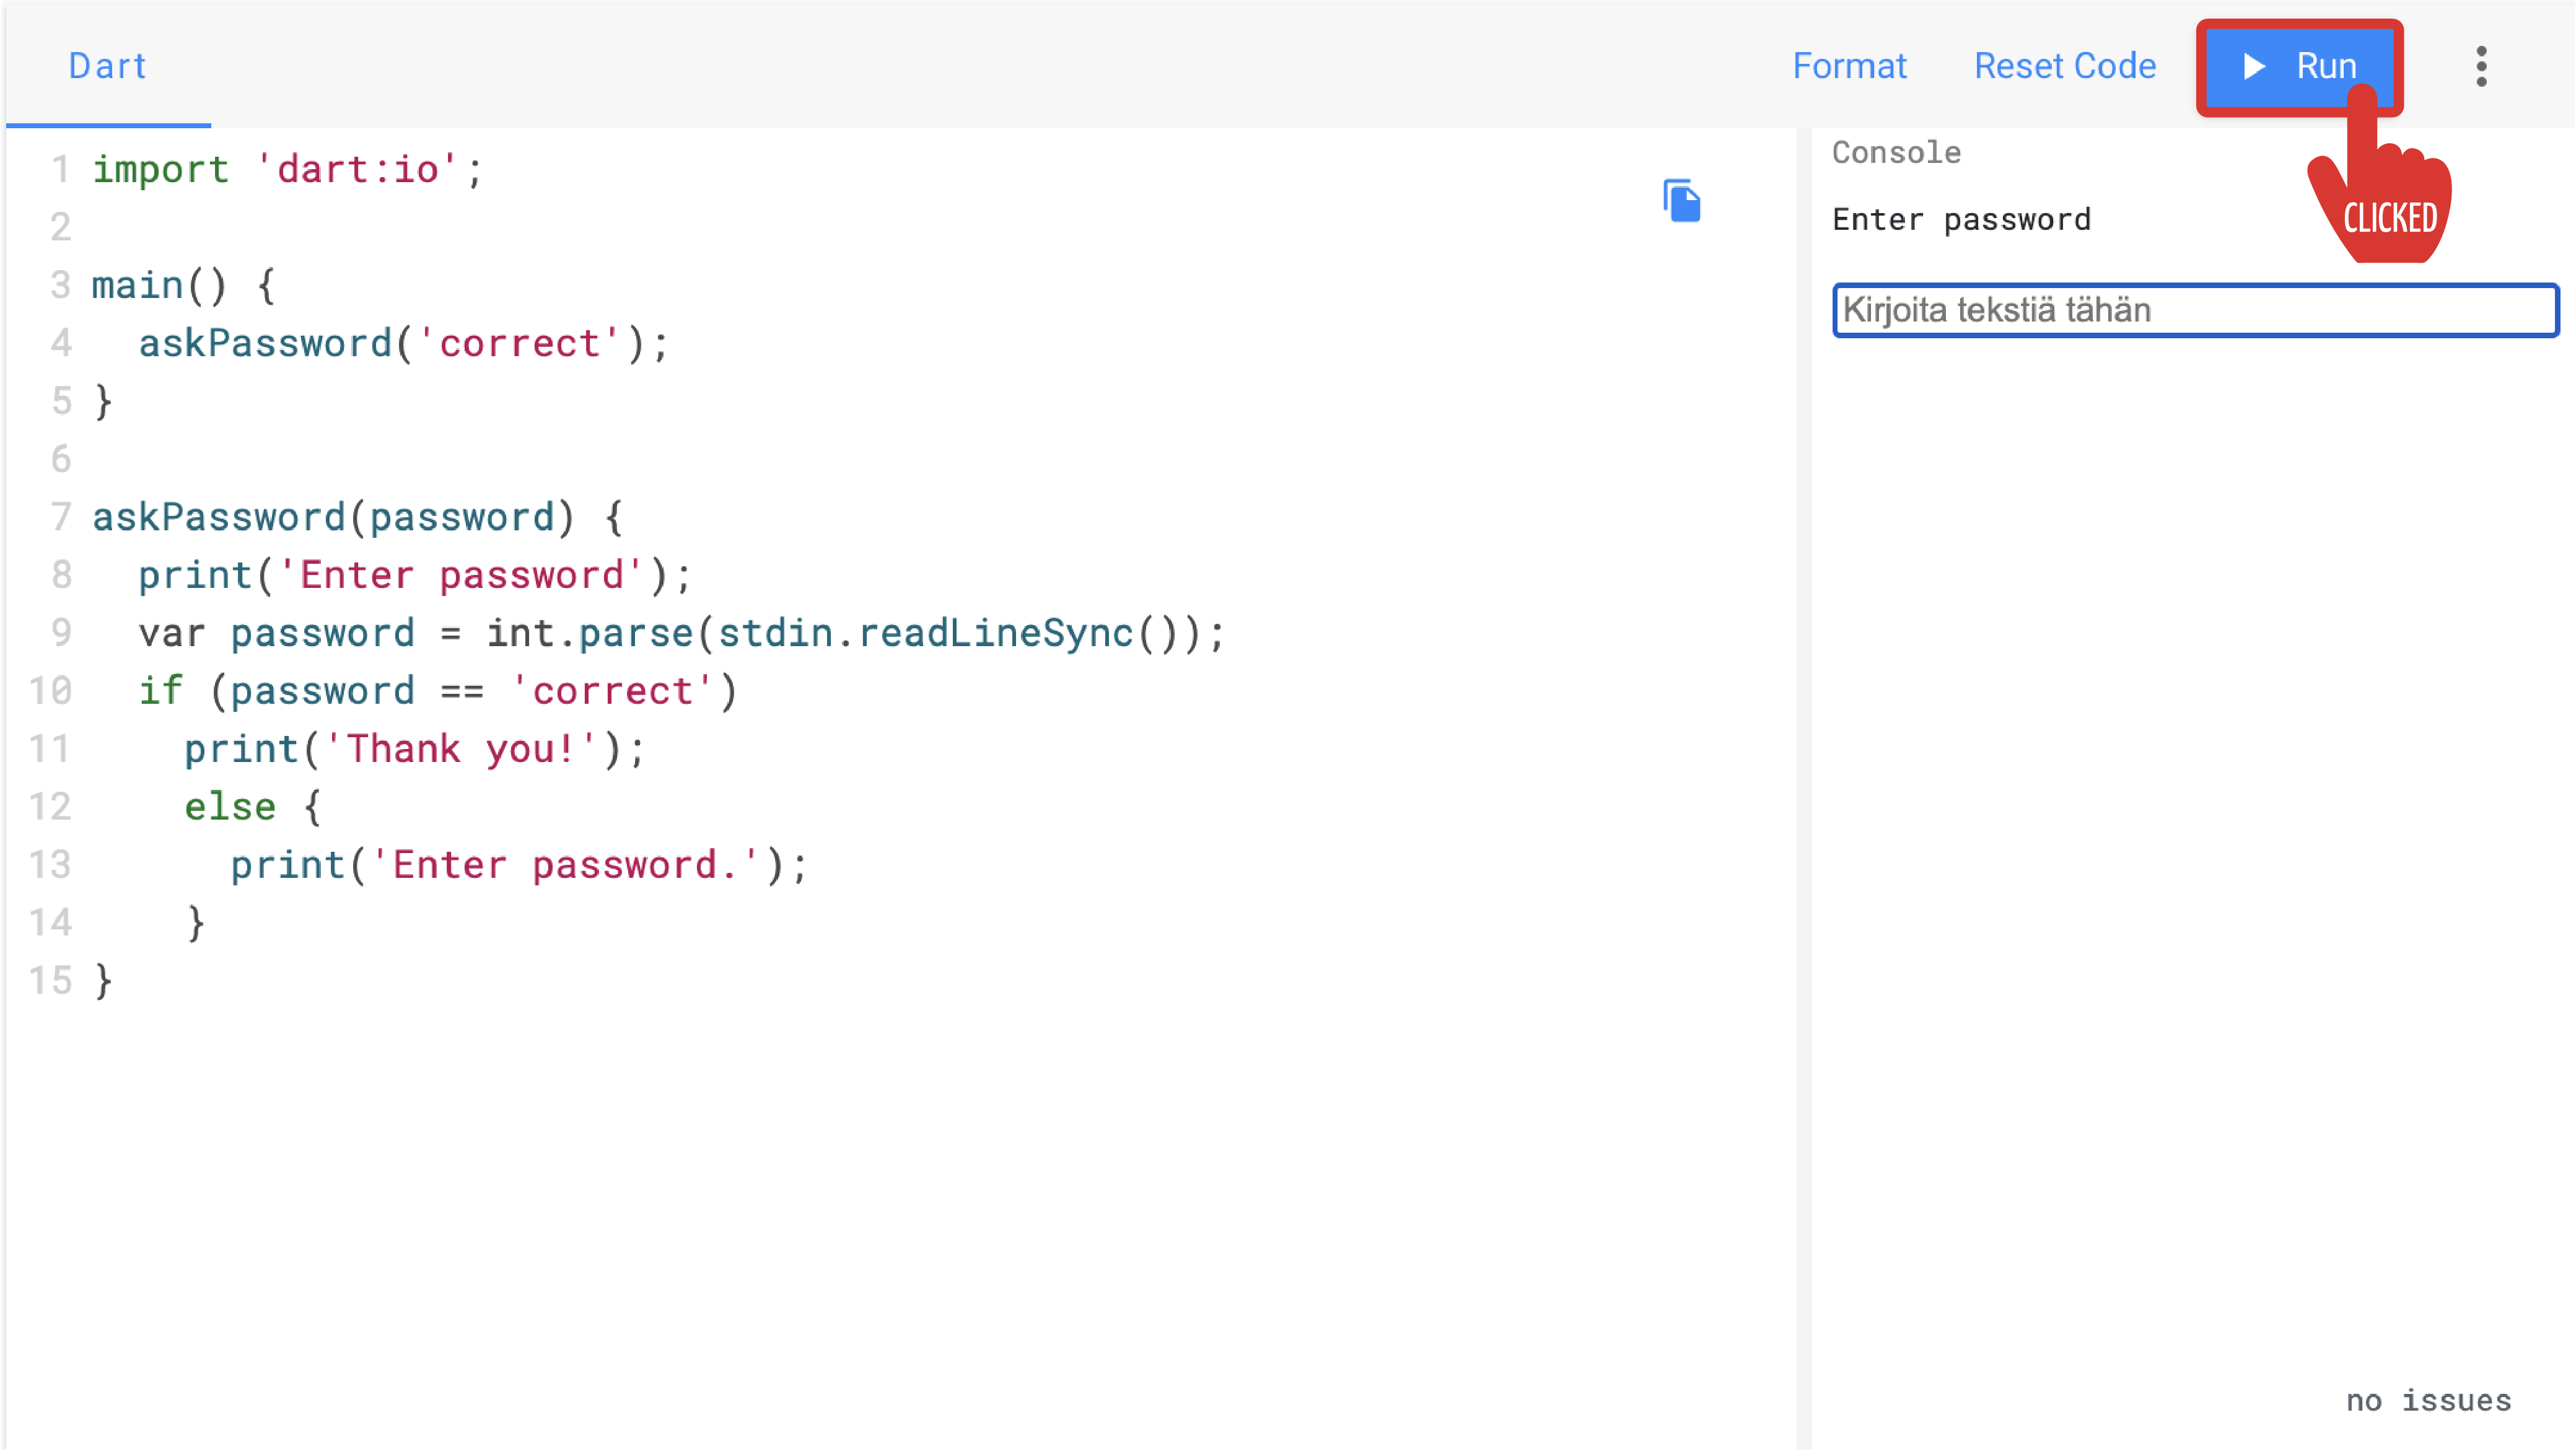 Dart
Format Reset Code Run
CLICKED
1 import 'dart:io';
2
3 main() {
4   askPassword('correct');
5 }
6
7 askPassword(password) {
8   print('Enter password');
9   var password = int.parse(stdin.readLineSync());
10   if (password == 'correct')
11     print('Thank you!');
12     else {
13       print('Enter password.');
14     }
15 }
Console
Enter password
Kirjoita tekstiä tähän
no issues